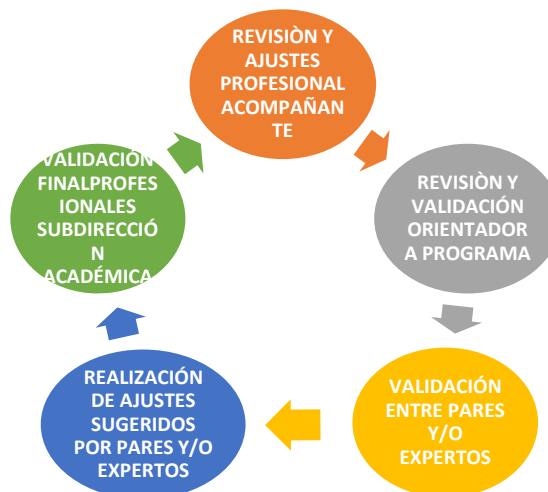 REVISIÒN Y
AJUSTES
PROFESIONAL
ACOMPAÑAN
TE
REVISIÒN Y
VALIDACIÓN
ORIENTADOR
A PROGRAMA
VALIDACIÓN
ENTRE PARES
Y/O
EXPERTOS
REALIZACIÓN
DE AJUSTES
SUGERIDOS
POR PARES Y/O
EXPERTOS
VALIDACIÓN
FINALPROFES
IONALES
SUBDIRECCIÓ
N
ACADÉMICA